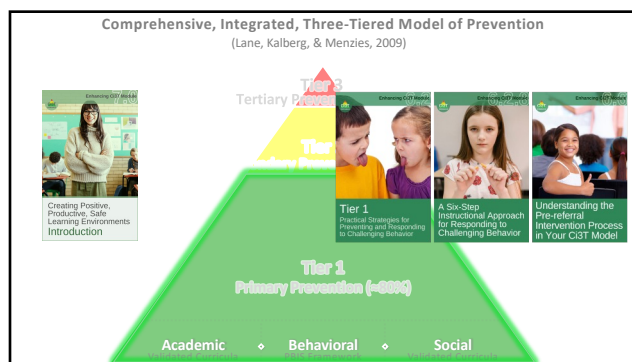 Comprehensive, Integrated, Three-Tiered Model of Prevention
(Lane, Kalberg, & Menzies, 2009)
Tier 3
Tertiary Prevention
Tier
Enhancing Ci3T Module
Creating Positive,
Productive, Safe
Learning Environments
Introduction
Enhancing Ci3T Module
Tier 1
Practical Strategies for
Preventing and Responding
to Challenging Behavior
Enhancing Ci3T Module
A Six-Step
Instructional Approach
for Responding to
Challenging Behavior
Enhancing Ci3T Module
Understanding the
Pre-referral
Intervention Process
in Your Ci3T Model
Tier 1
Primary Prevention (≈80%)
Academic ⋄ Behavioral ⋄ Social
Validated Curricula PBIS Framework Validated Curricula